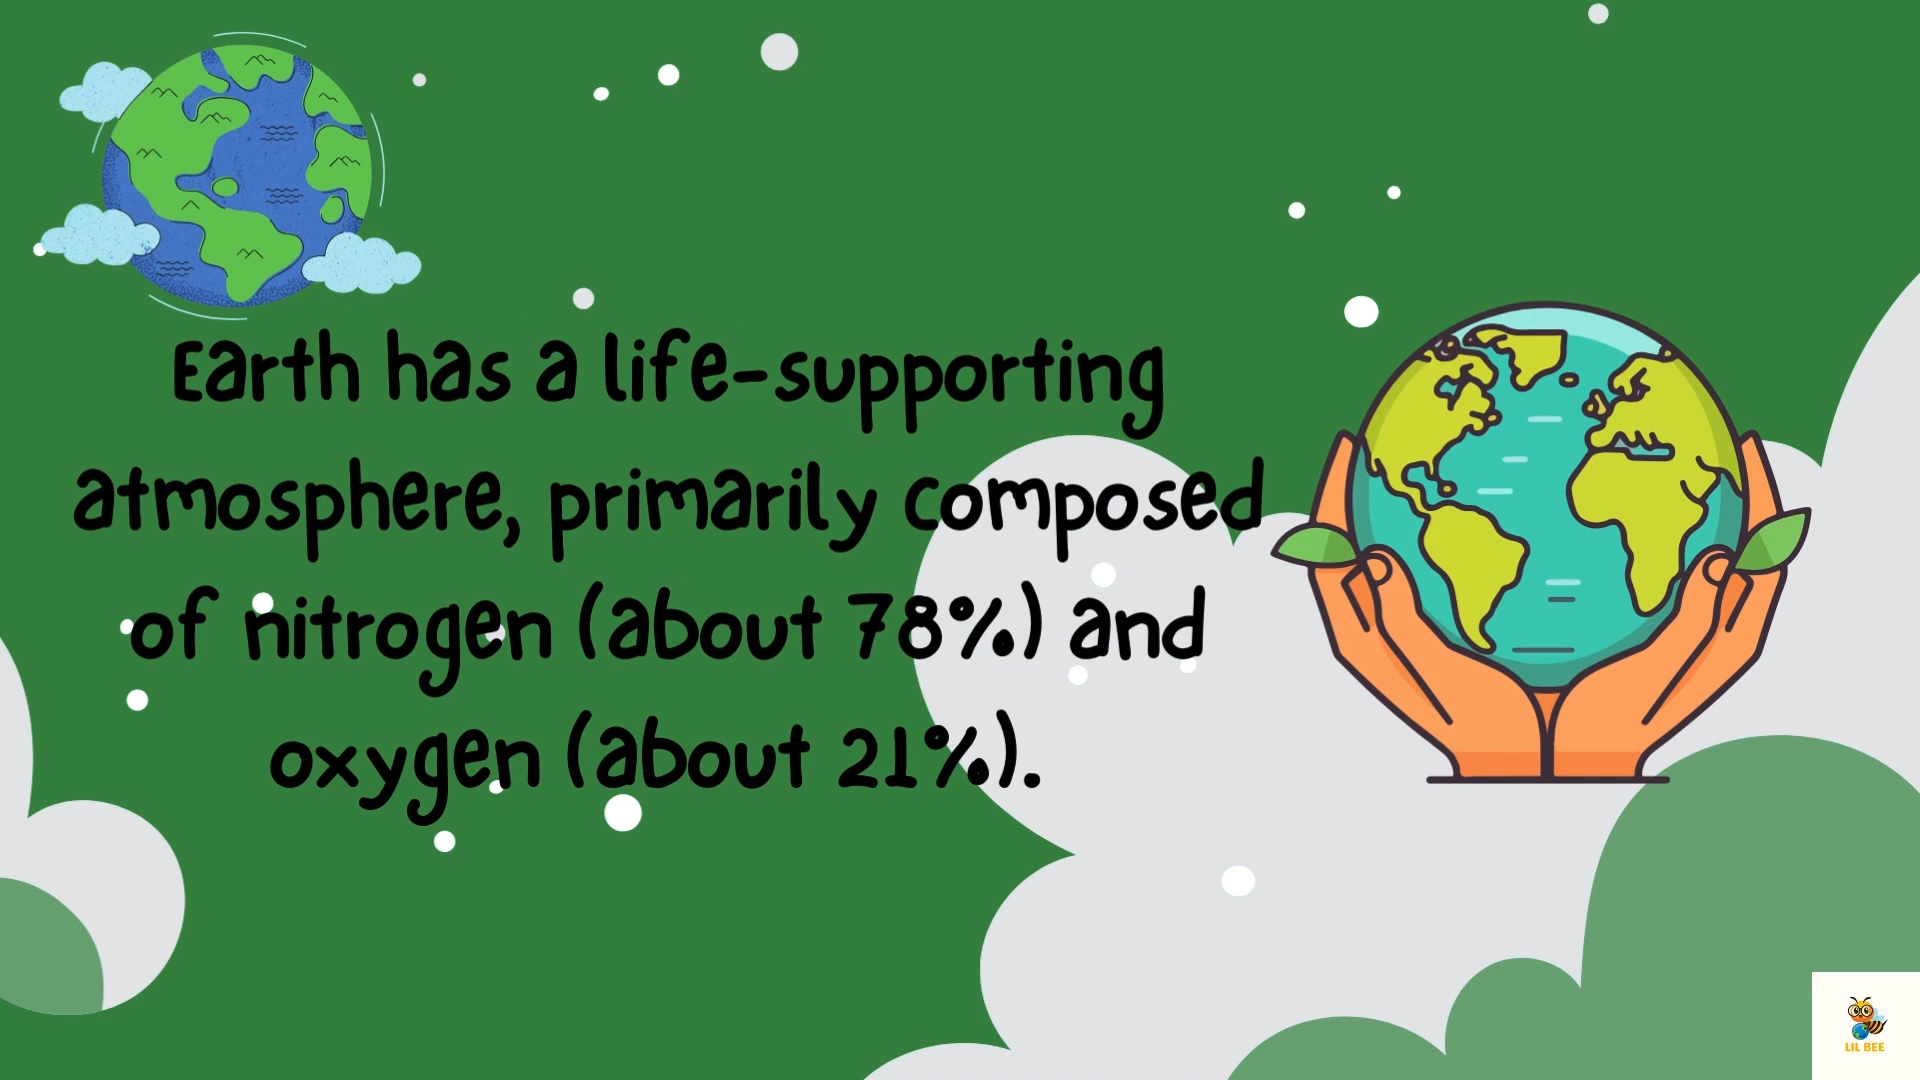 Earth has a life-supporting
atmosphere, primarily composed
of nitrogen (about 78%) and
oxygen (about 21%).
LIL BEE